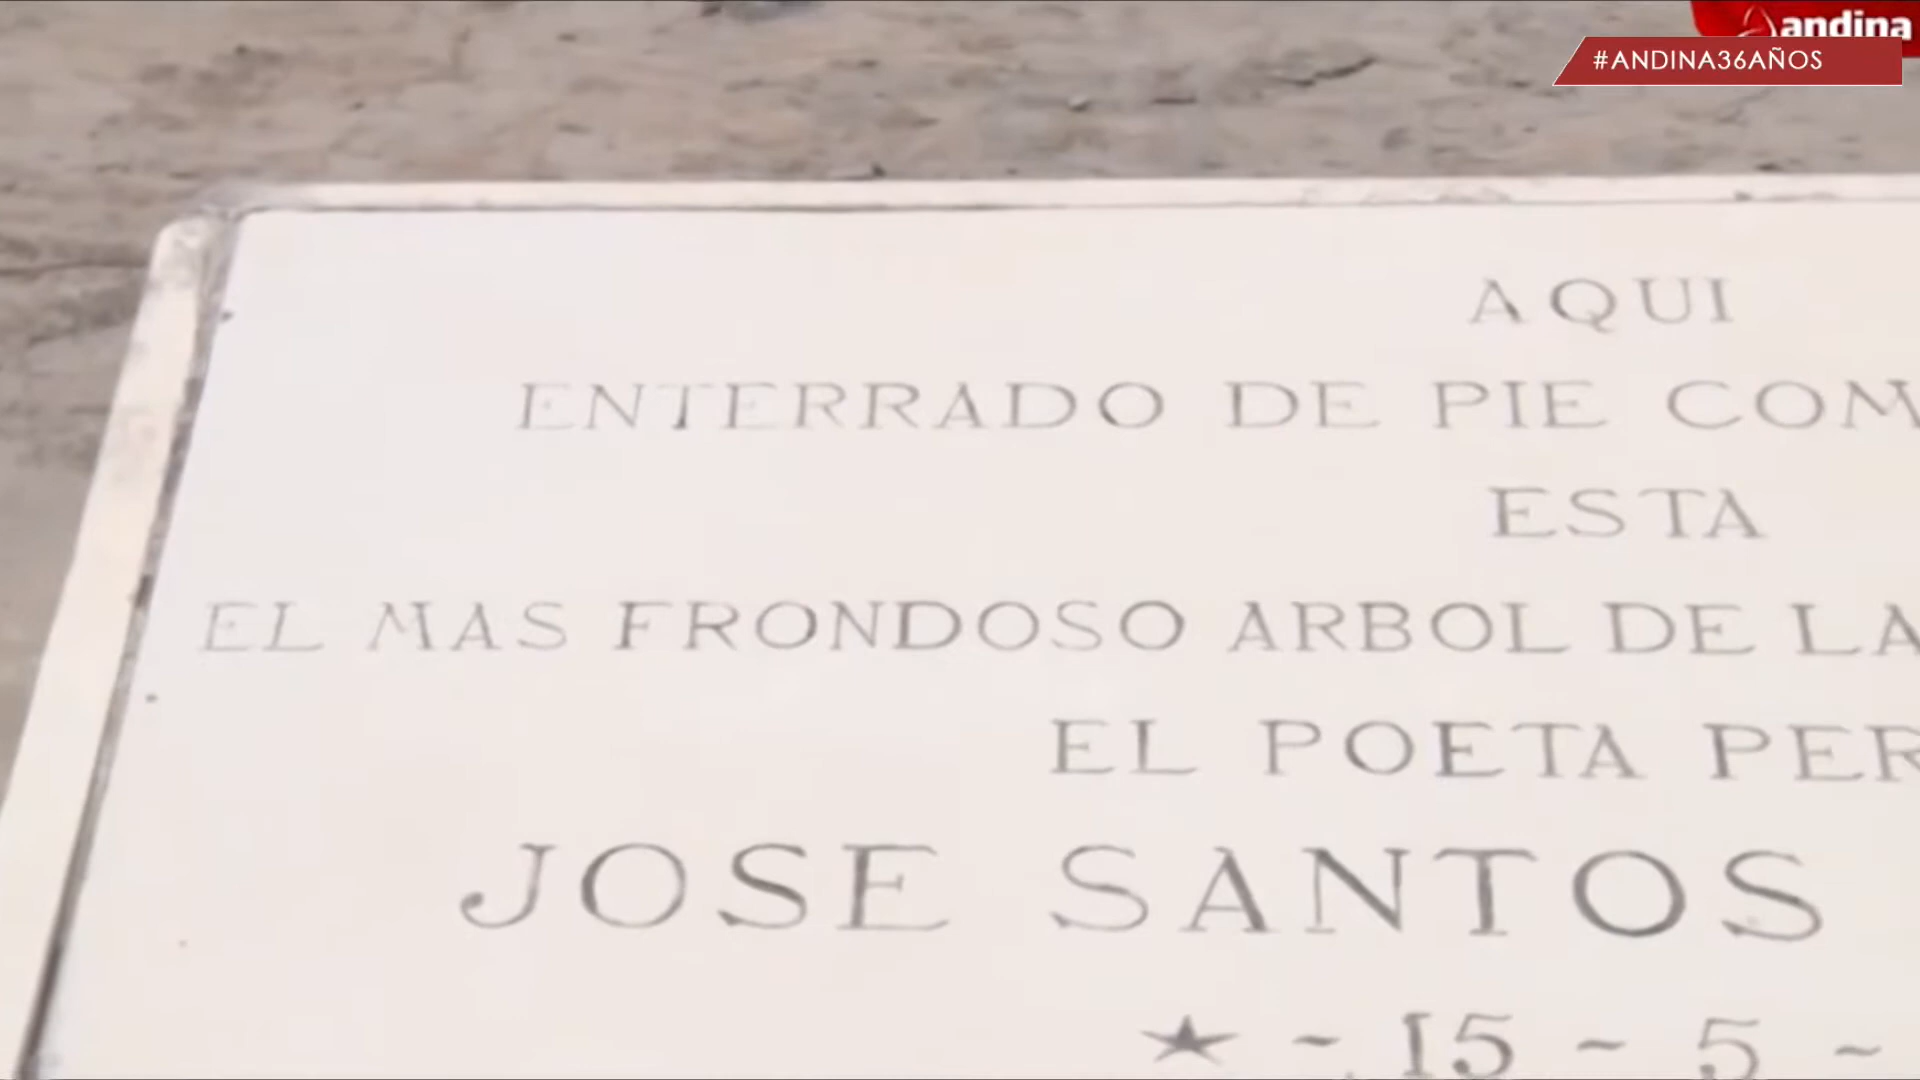 andina
#ANDINA36AÑOS
AQUI
ENTERRADO DE PIE COM
ESTA
EL MAS FRONDOSO ARBOL DE LA
EL POETA PER
JOSE SANTOS
★ ~ 15 ~ 5 ~